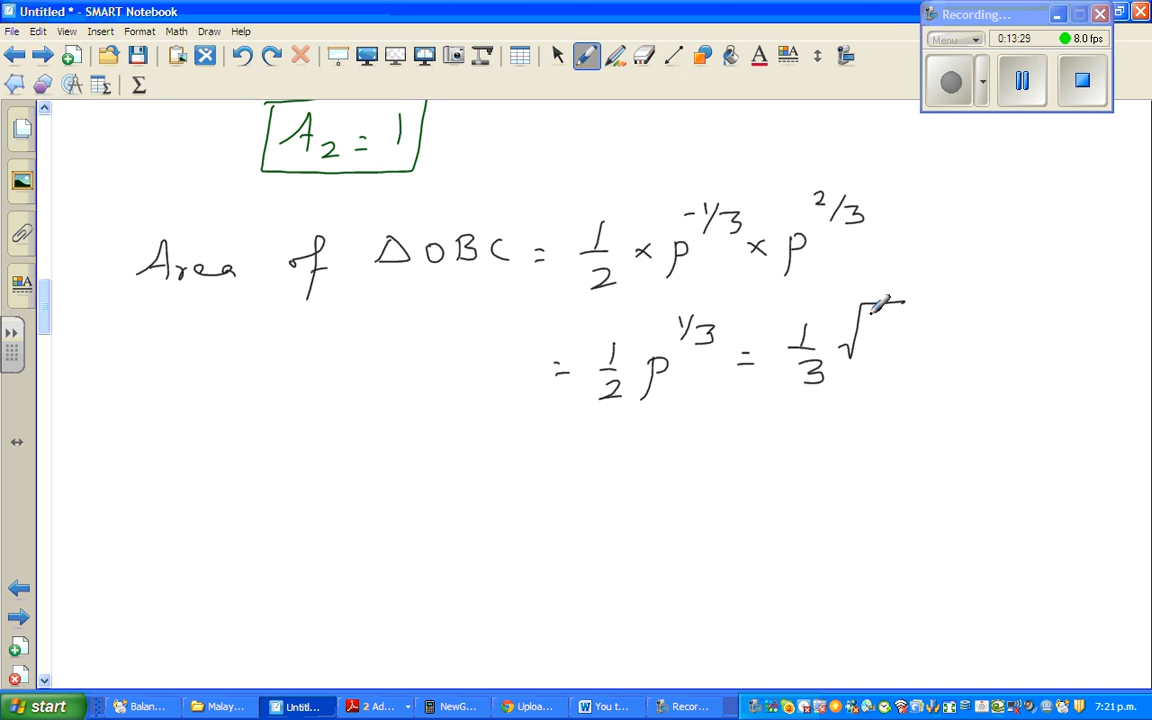 Untitled * - SMART Notebook
Recording...
File Edit View Insert Format Math Draw Help
Menu 0:13:29 8.0 fps
A₂ = 1
Area of △OBC = 1/2 × p^(-1/3) × p^(2/3)
= 1/2 p^(1/3) = 1/3 √
start Balan... Malay... Untitl... 2 Ad... NewG... Uploa... You t... Recor... 7:21 p.m.